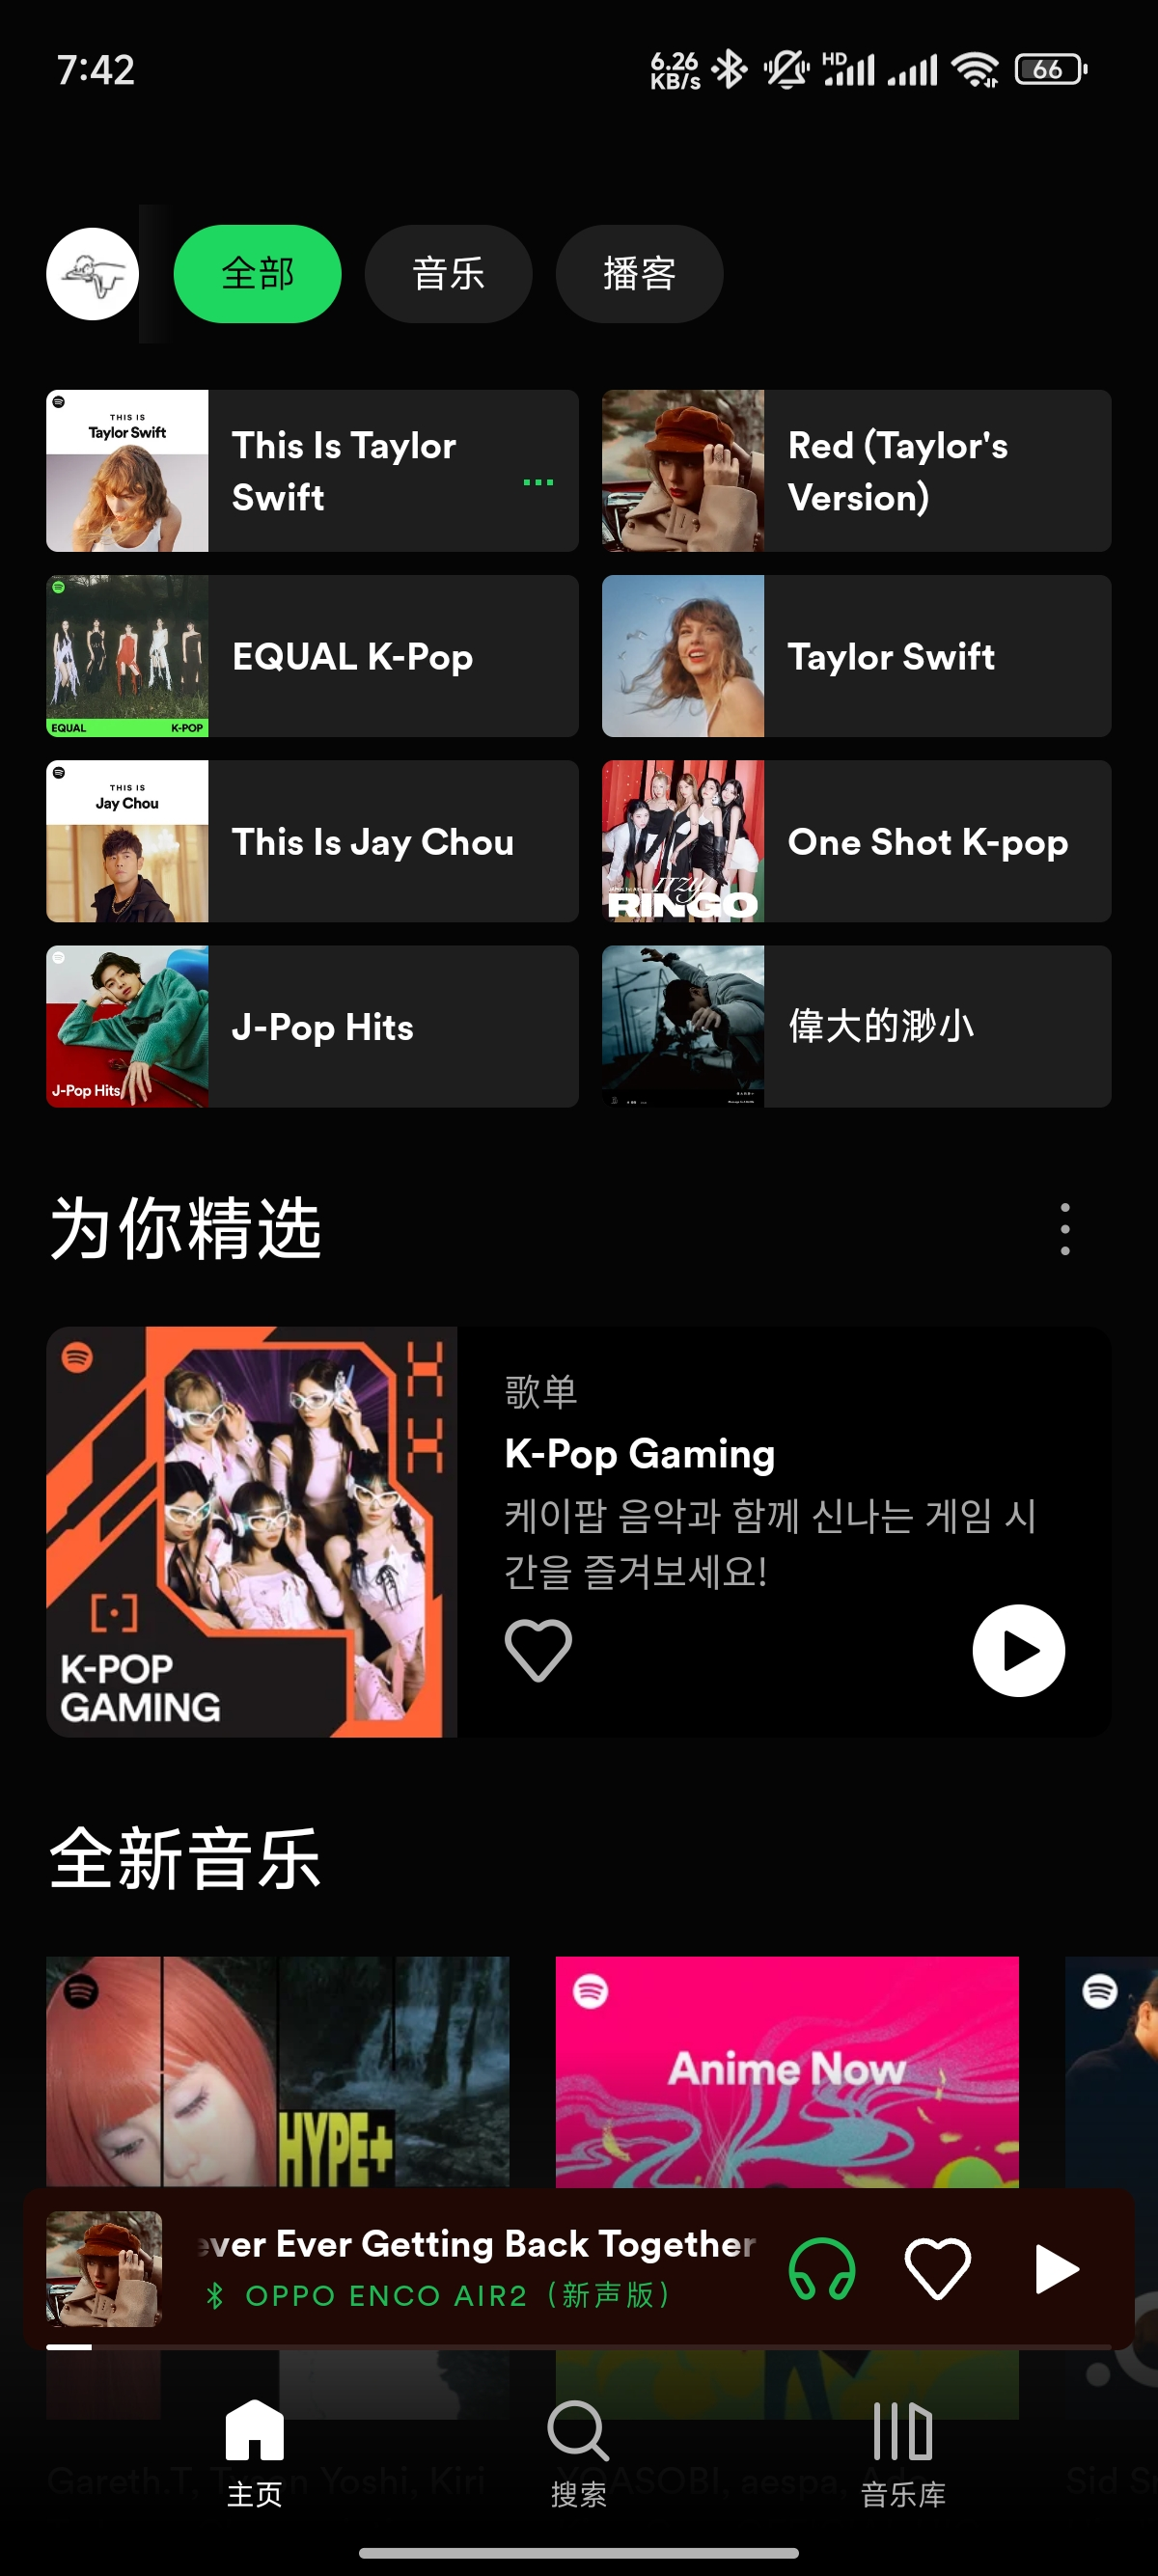 7:42
6.26
KB/s
HD
66
全部
音乐
播客
THIS IS
Taylor Swift
This Is Taylor
Swift
Red (Taylor's
Version)
EQUAL
K-POP
EQUAL K-Pop
Taylor Swift
THIS IS
Jay Chou
This Is Jay Chou
ITZY
RINGO
One Shot K-pop
J-Pop Hits
J-Pop Hits
偉大的渺小
为你精选
K-POP
GAMING
歌单
K-Pop Gaming
케이팝 음악과 함께 신나는 게임 시
간을 즐겨보세요!
全新音乐
HYPE+
Anime Now
ever Ever Getting Back Together
OPPO ENCO AIR2（新声版）
Gareth.T, Tyson Yoshi, Kiri
YOASOBI, aespa, Ado
主页
搜索
音乐库